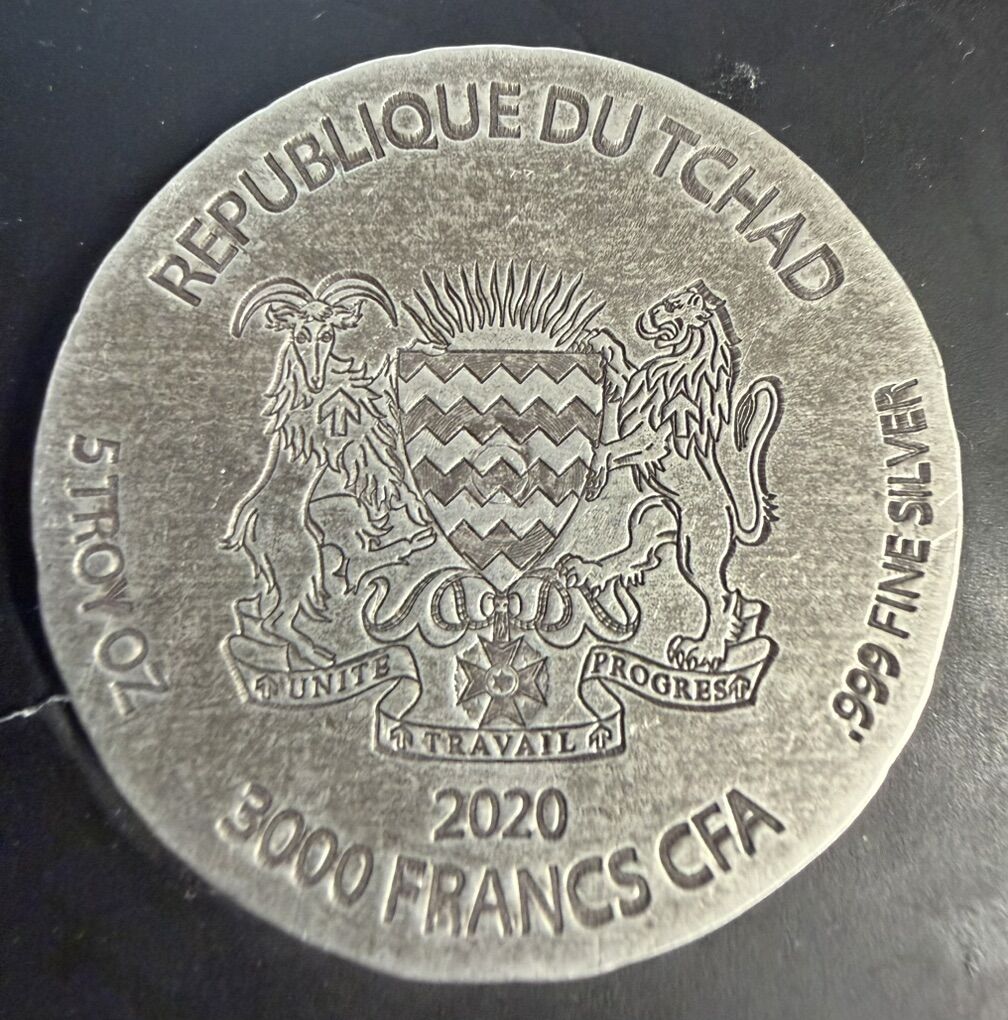 REPUBLIQUE DU TCHAD
5 TROY OZ
.999 FINE SILVER
UNITE
PROGRES
TRAVAIL
2020
3000 FRANCS CFA